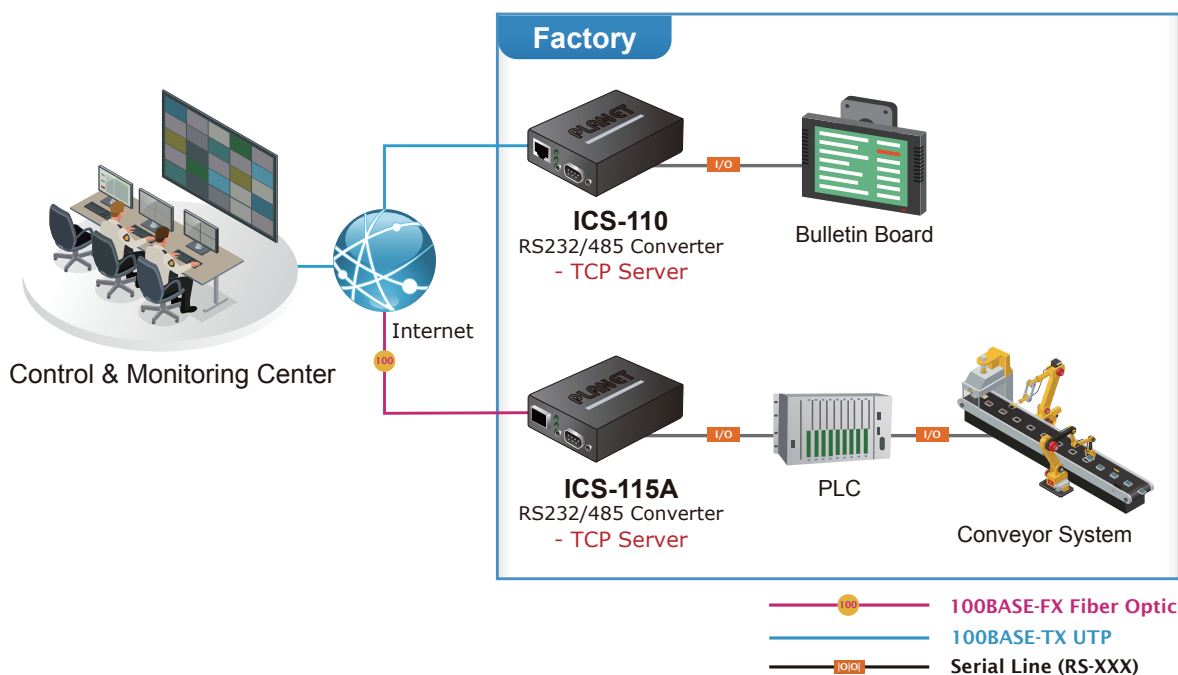 Factory
PLANET
I/O
ICS-110
RS232/485 Converter
- TCP Server
Bulletin Board
Internet
100
Control & Monitoring Center
PLANET
I/O
I/O
ICS-115A
RS232/485 Converter
- TCP Server
PLC
Conveyor System
100
100BASE-FX Fiber Optic
100BASE-TX UTP
|O|O|
Serial Line (RS-XXX)